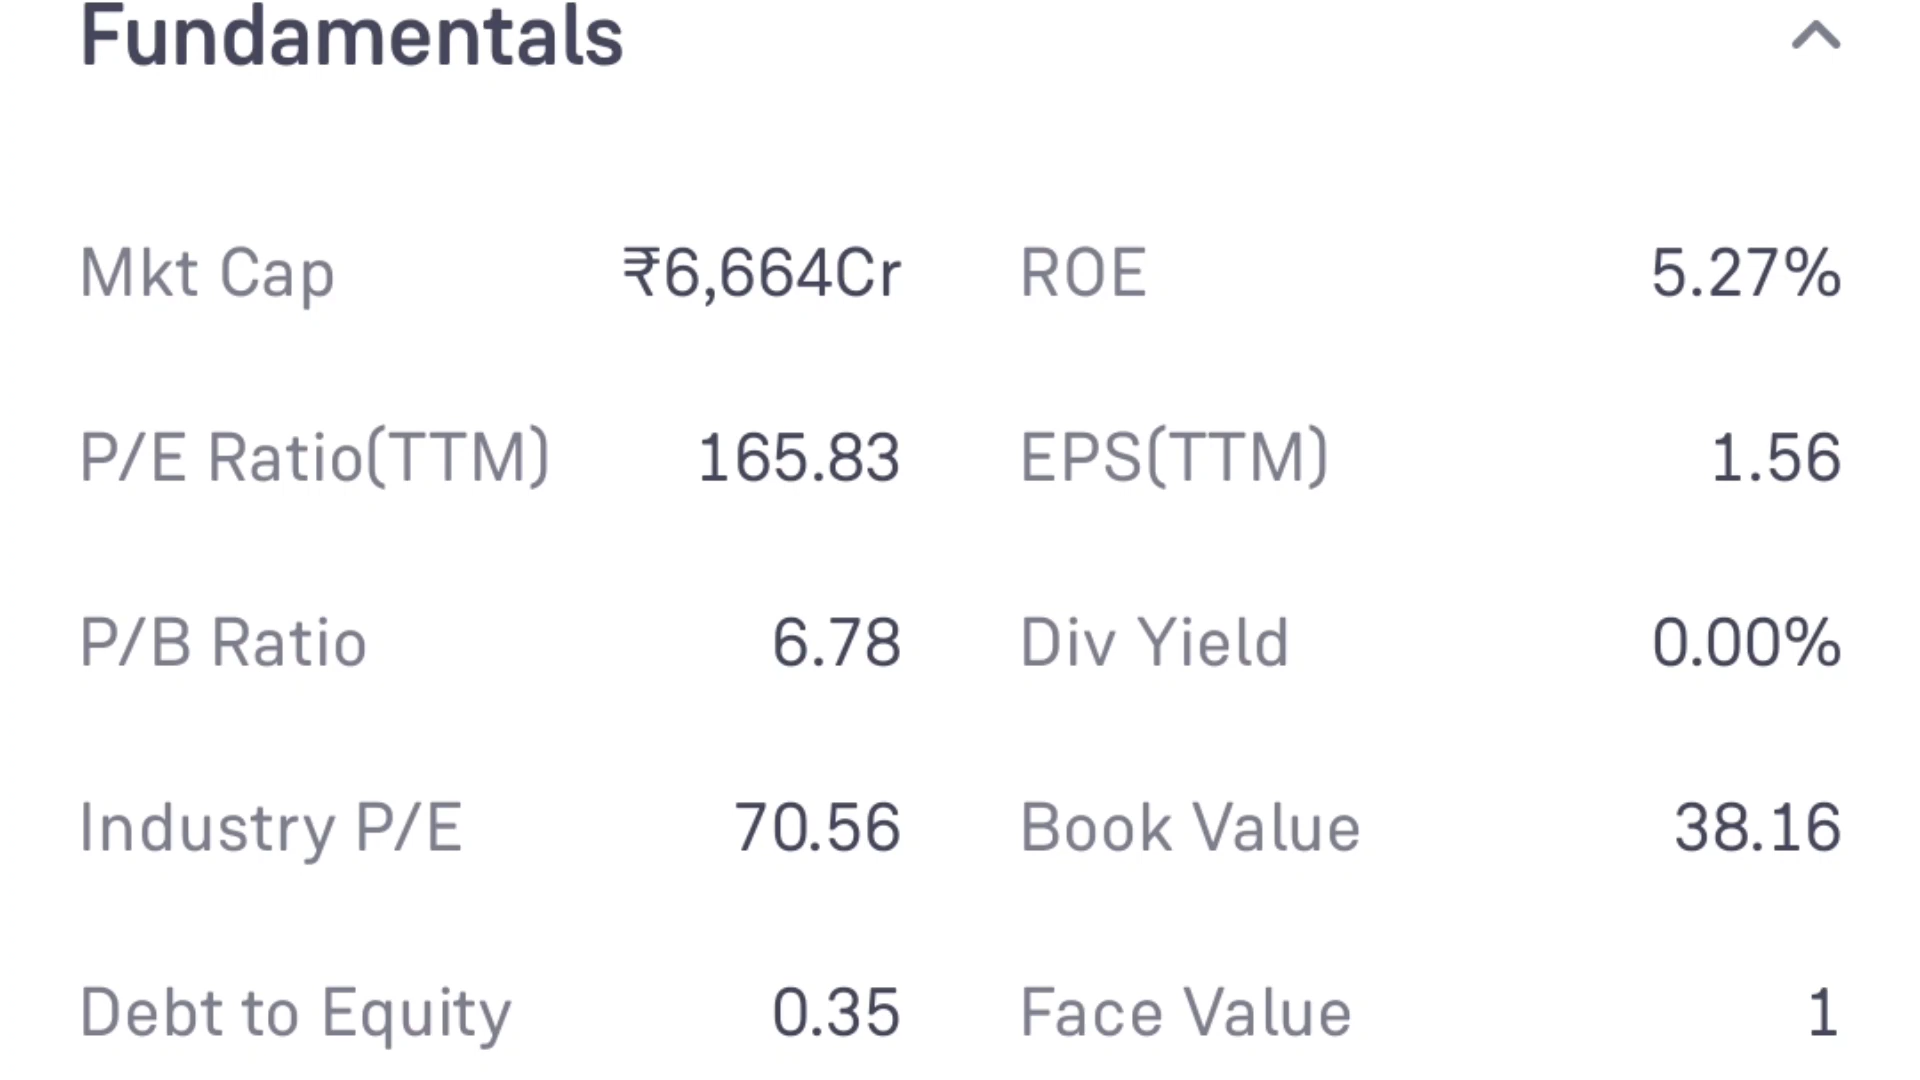 Fundamentals
Mkt Cap ₹6,664Cr ROE 5.27%
P/E Ratio(TTM) 165.83 EPS(TTM) 1.56
P/B Ratio 6.78 Div Yield 0.00%
Industry P/E 70.56 Book Value 38.16
Debt to Equity 0.35 Face Value 1